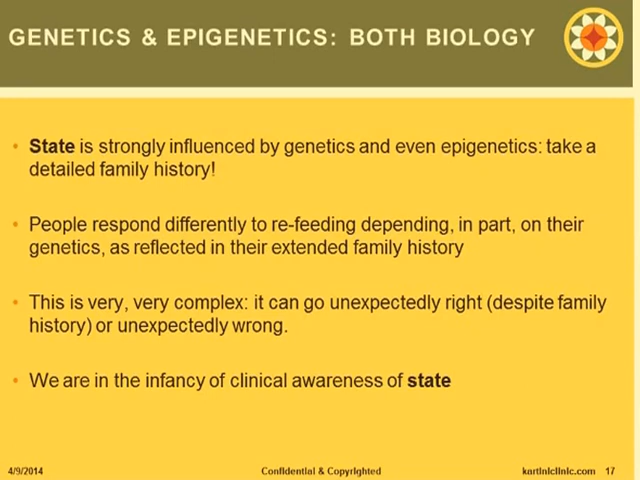 GENETICS & EPIGENETICS: BOTH BIOLOGY
• State is strongly influenced by genetics and even epigenetics: take a
detailed family history!
• People respond differently to re-feeding depending, in part, on their
genetics, as reflected in their extended family history
• This is very, very complex: it can go unexpectedly right (despite family
history) or unexpectedly wrong.
• We are in the infancy of clinical awareness of state
4/9/2014 Confidential & Copyrighted kartiniclinic.com 17